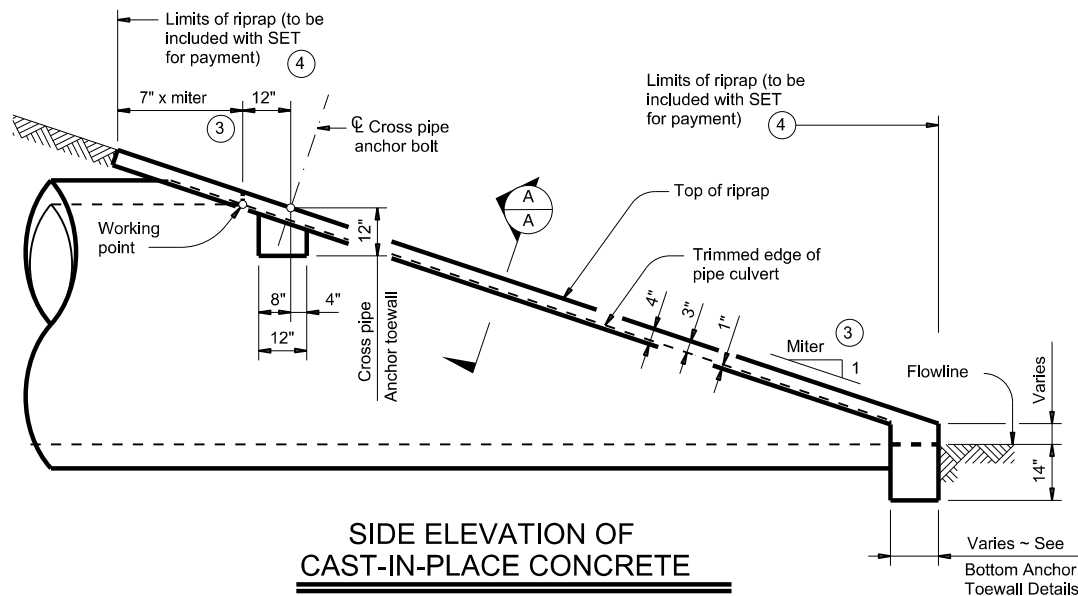 Limits of riprap (to be
included with SET
for payment)
4
7" x miter
12"
3
℄ Cross pipe
anchor bolt
Limits of riprap (to be
included with SET
for payment)
4
A
A
Top of riprap
Working
point
12"
Trimmed edge of
pipe culvert
8"
4"
12"
Cross pipe
Anchor toewall
4"
3"
1"
3
Miter
1
Flowline
Varies
14"
SIDE ELEVATION OF
CAST-IN-PLACE CONCRETE
Varies ~ See
Bottom Anchor
Toewall Details